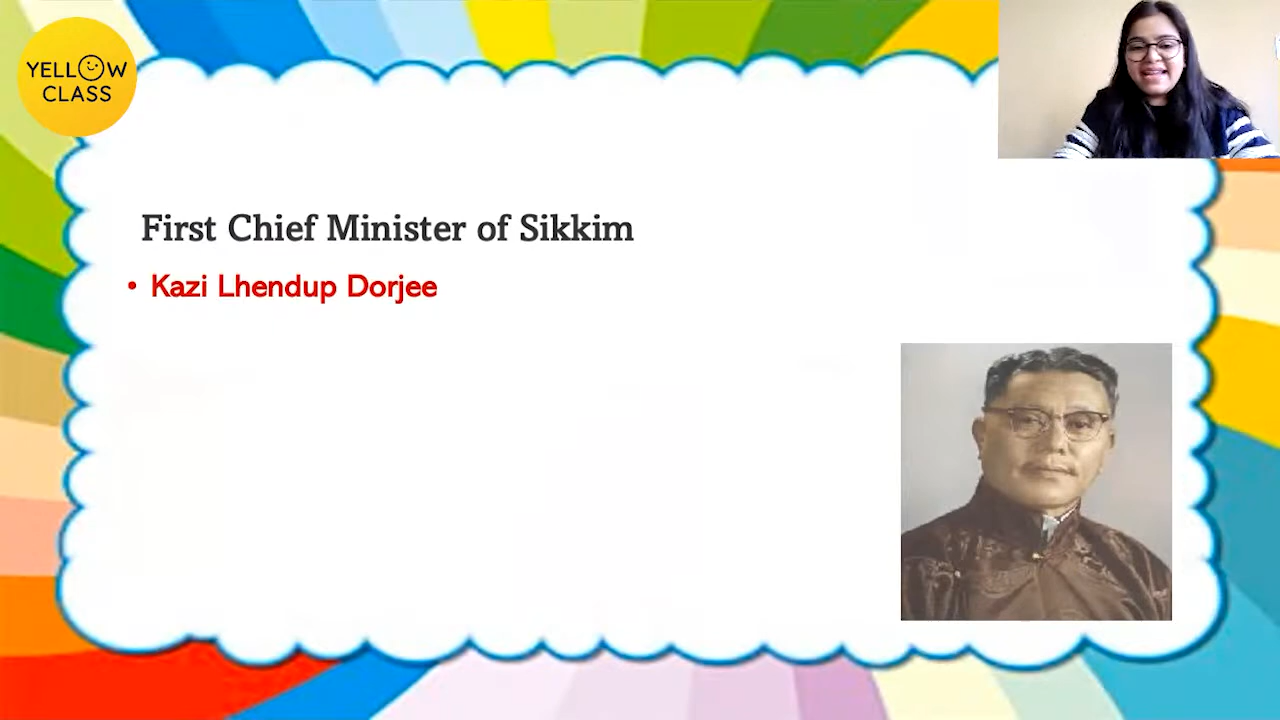 YELLOW
CLASS
First Chief Minister of Sikkim
• Kazi Lhendup Dorjee